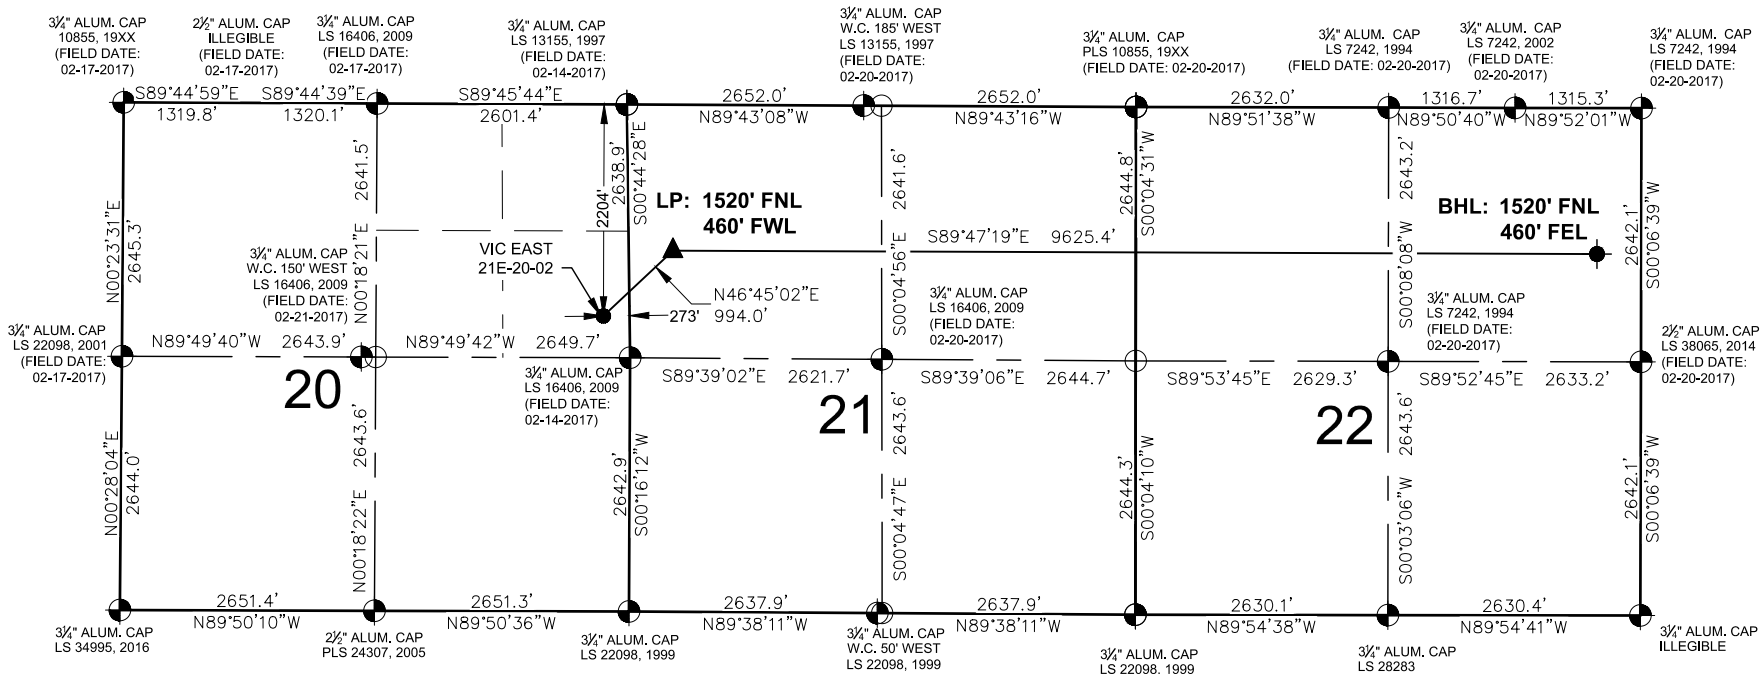 3¼" ALUM. CAP
10855, 19XX
(FIELD DATE:
02-17-2017)
2½" ALUM. CAP
ILLEGIBLE
(FIELD DATE:
02-17-2017)
3¼" ALUM. CAP
LS 16406, 2009
(FIELD DATE:
02-17-2017)
3¼" ALUM. CAP
LS 13155, 1997
(FIELD DATE:
02-14-2017)
3¼" ALUM. CAP
W.C. 185' WEST
LS 13155, 1997
(FIELD DATE:
02-20-2017)
3¼" ALUM. CAP
PLS 10855, 19XX
(FIELD DATE: 02-20-2017)
3¼" ALUM. CAP
LS 7242, 1994
(FIELD DATE: 02-20-2017)
3¼" ALUM. CAP
LS 7242, 2002
(FIELD DATE:
02-20-2017)
3¼" ALUM. CAP
LS 7242, 1994
(FIELD DATE:
02-20-2017)
S89°44'59"E
1319.8'
S89°44'39"E
1320.1'
S89°45'44"E
2601.4'
2652.0'
N89°43'08"W
2652.0'
N89°43'16"W
2632.0'
N89°51'38"W
1316.7'
N89°50'40"W
1315.3'
N89°52'01"W
N00°23'31"E
2645.3'
N00°18'21"E 2641.5'
2204'
2638.9'
S00°44'28"E
LP: 1520' FNL
460' FWL
2641.6'
S00°04'56"E
2644.8'
S00°04'31"W
2643.2'
S00°08'08"W
BHL: 1520' FNL
460' FEL
2642.1'
S00°06'39"W
S89°47'19"E 9625.4'
VIC EAST
21E-20-02
N46°45'02"E
994.0'
273'
3¼" ALUM. CAP
W.C. 150' WEST
LS 16406, 2009
(FIELD DATE:
02-21-2017)
3¼" ALUM. CAP
LS 16406, 2009
(FIELD DATE:
02-20-2017)
3¼" ALUM. CAP
LS 7242, 1994
(FIELD DATE:
02-20-2017)
3¼" ALUM. CAP
LS 22098, 2001
(FIELD DATE:
02-17-2017)
2½" ALUM. CAP
LS 38065, 2014
(FIELD DATE:
02-20-2017)
N89°49'40"W 2643.9'
N89°49'42"W 2649.7'
S89°39'02"E 2621.7'
S89°39'06"E 2644.7'
S89°53'45"E 2629.3'
S89°52'45"E 2633.2'
3¼" ALUM. CAP
LS 16406, 2009
(FIELD DATE:
02-14-2017)
20
21
22
N00°28'04"E
2644.0'
N00°18'22"E 2643.6'
2642.9'
S00°16'12"W
S00°04'47"E 2643.6'
2644.3'
S00°04'10"W
S00°03'06"W 2643.6'
2642.1'
S00°06'39"W
2651.4'
N89°50'10"W
2651.3'
N89°50'36"W
2637.9'
N89°38'11"W
2637.9'
N89°38'11"W
2630.1'
N89°54'38"W
2630.4'
N89°54'41"W
3¼" ALUM. CAP
LS 34995, 2016
2½" ALUM. CAP
PLS 24307, 2005
3¼" ALUM. CAP
LS 22098, 1999
3¼" ALUM. CAP
W.C. 50' WEST
LS 22098, 1999
3¼" ALUM. CAP
LS 22098, 1999
3¼" ALUM. CAP
LS 28283
3¼" ALUM. CAP
ILLEGIBLE